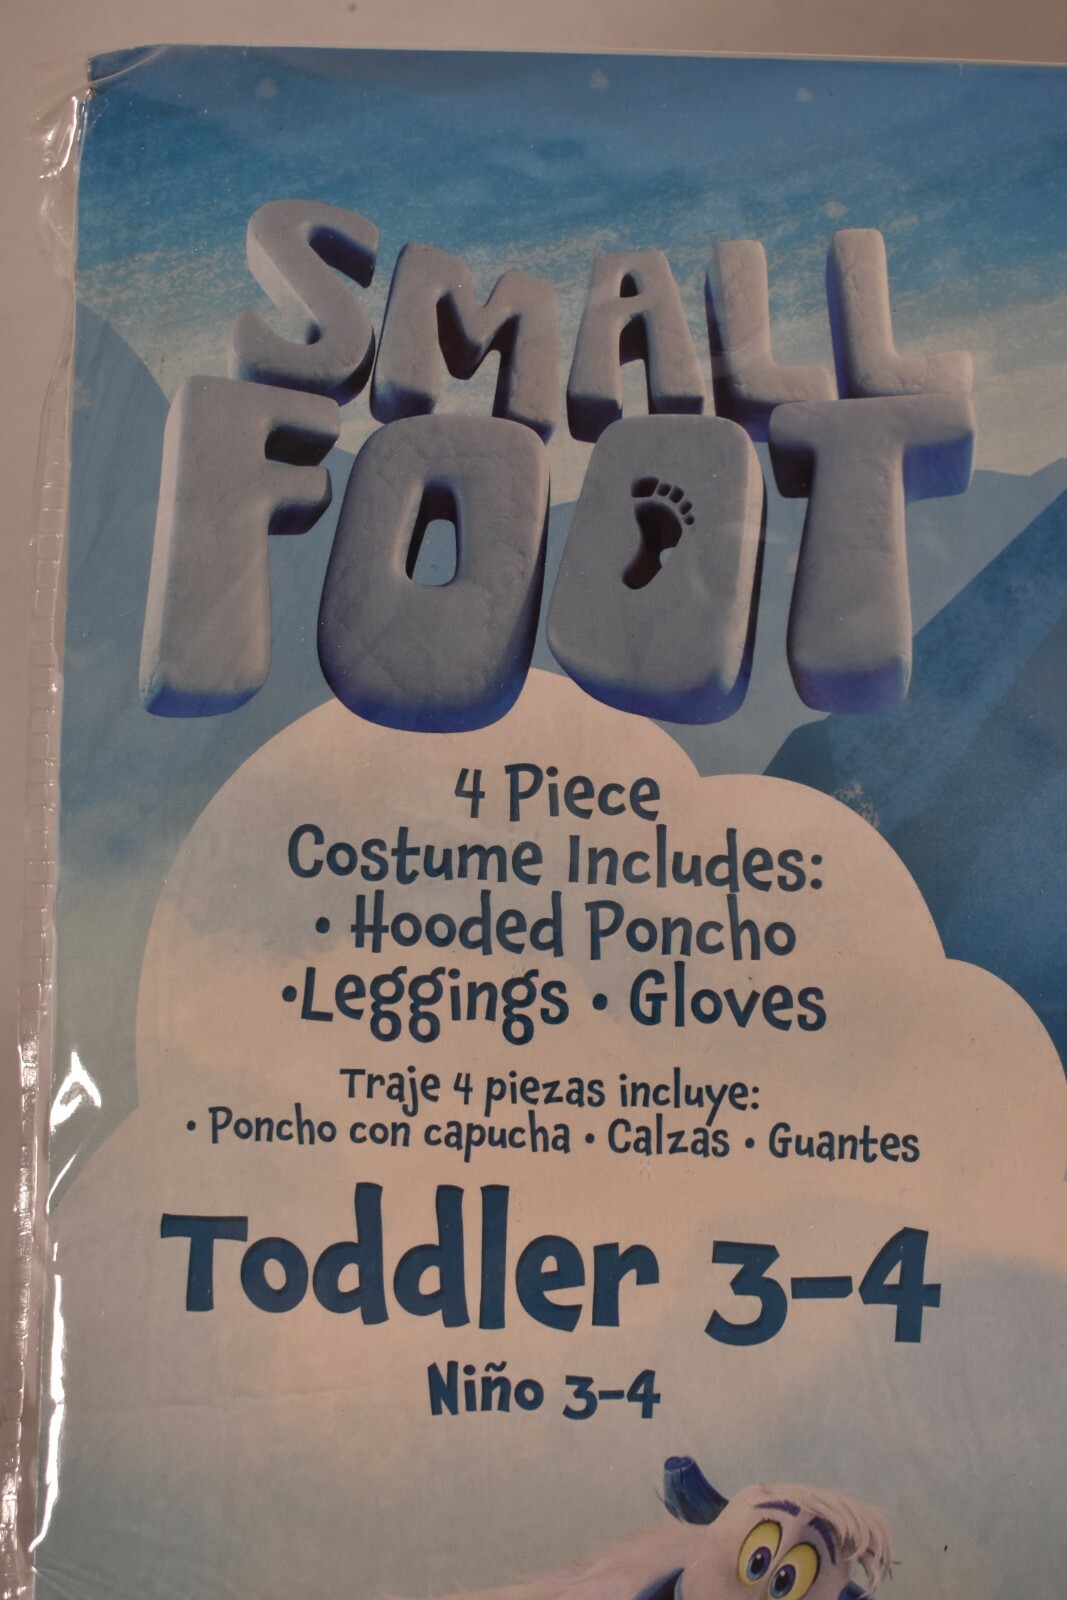 SMALL
FOOT
4 Piece
Costume Includes:
• Hooded Poncho
•Leggings • Gloves
Traje 4 piezas incluye:
• Poncho con capucha • Calzas • Guantes
Toddler 3-4
Niño 3-4